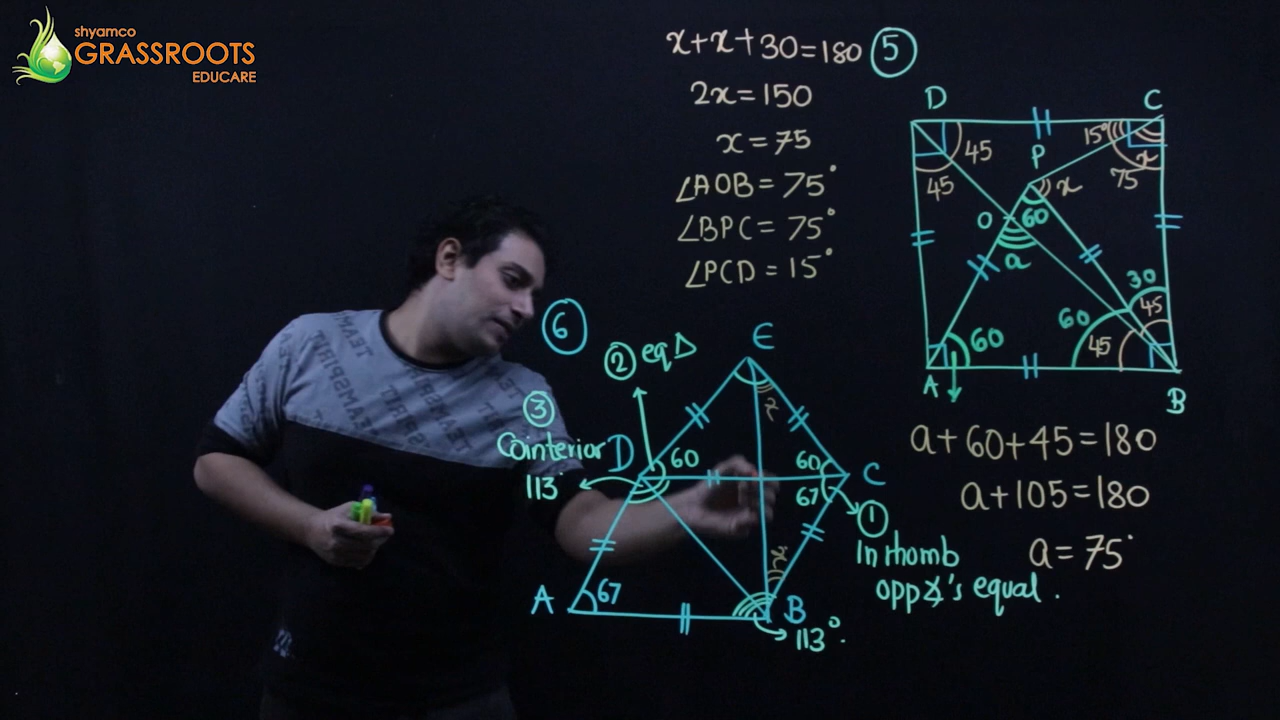 shyamco
GRASSROOTS
EDUCARE
x+x+30=180
2x=150
x=75
∠AOB=75°
∠BPC=75°
∠PCD=15°
5
D
C
15°
x
75
45
45
P
x
O
60
a
30
45
60
60
45
A
B
a+60+45=180
a+105=180
a=75°
6
E
2 eq Δ
x
3
Cointerior
113°
D
60
60
C
67
1
In rhomb
opp ∡'s equal.
x
A
67
B
113°.